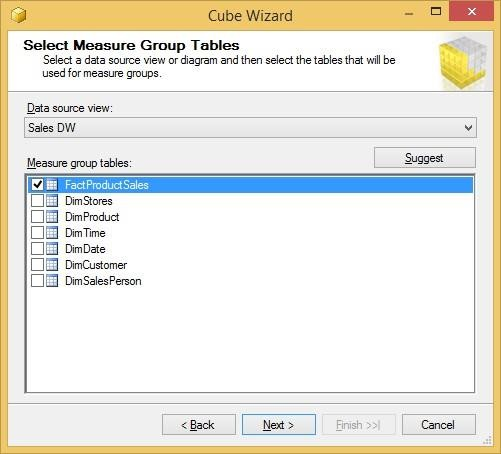 Cube Wizard
Select Measure Group Tables
Select a data source view or diagram and then select the tables that will be
used for measure groups.
Data source view:
Sales DW
Measure group tables:
Suggest
FactProductSales
DimStores
DimProduct
DimTime
DimDate
DimCustomer
DimSalesPerson
< Back
Next >
Finish >>|
Cancel